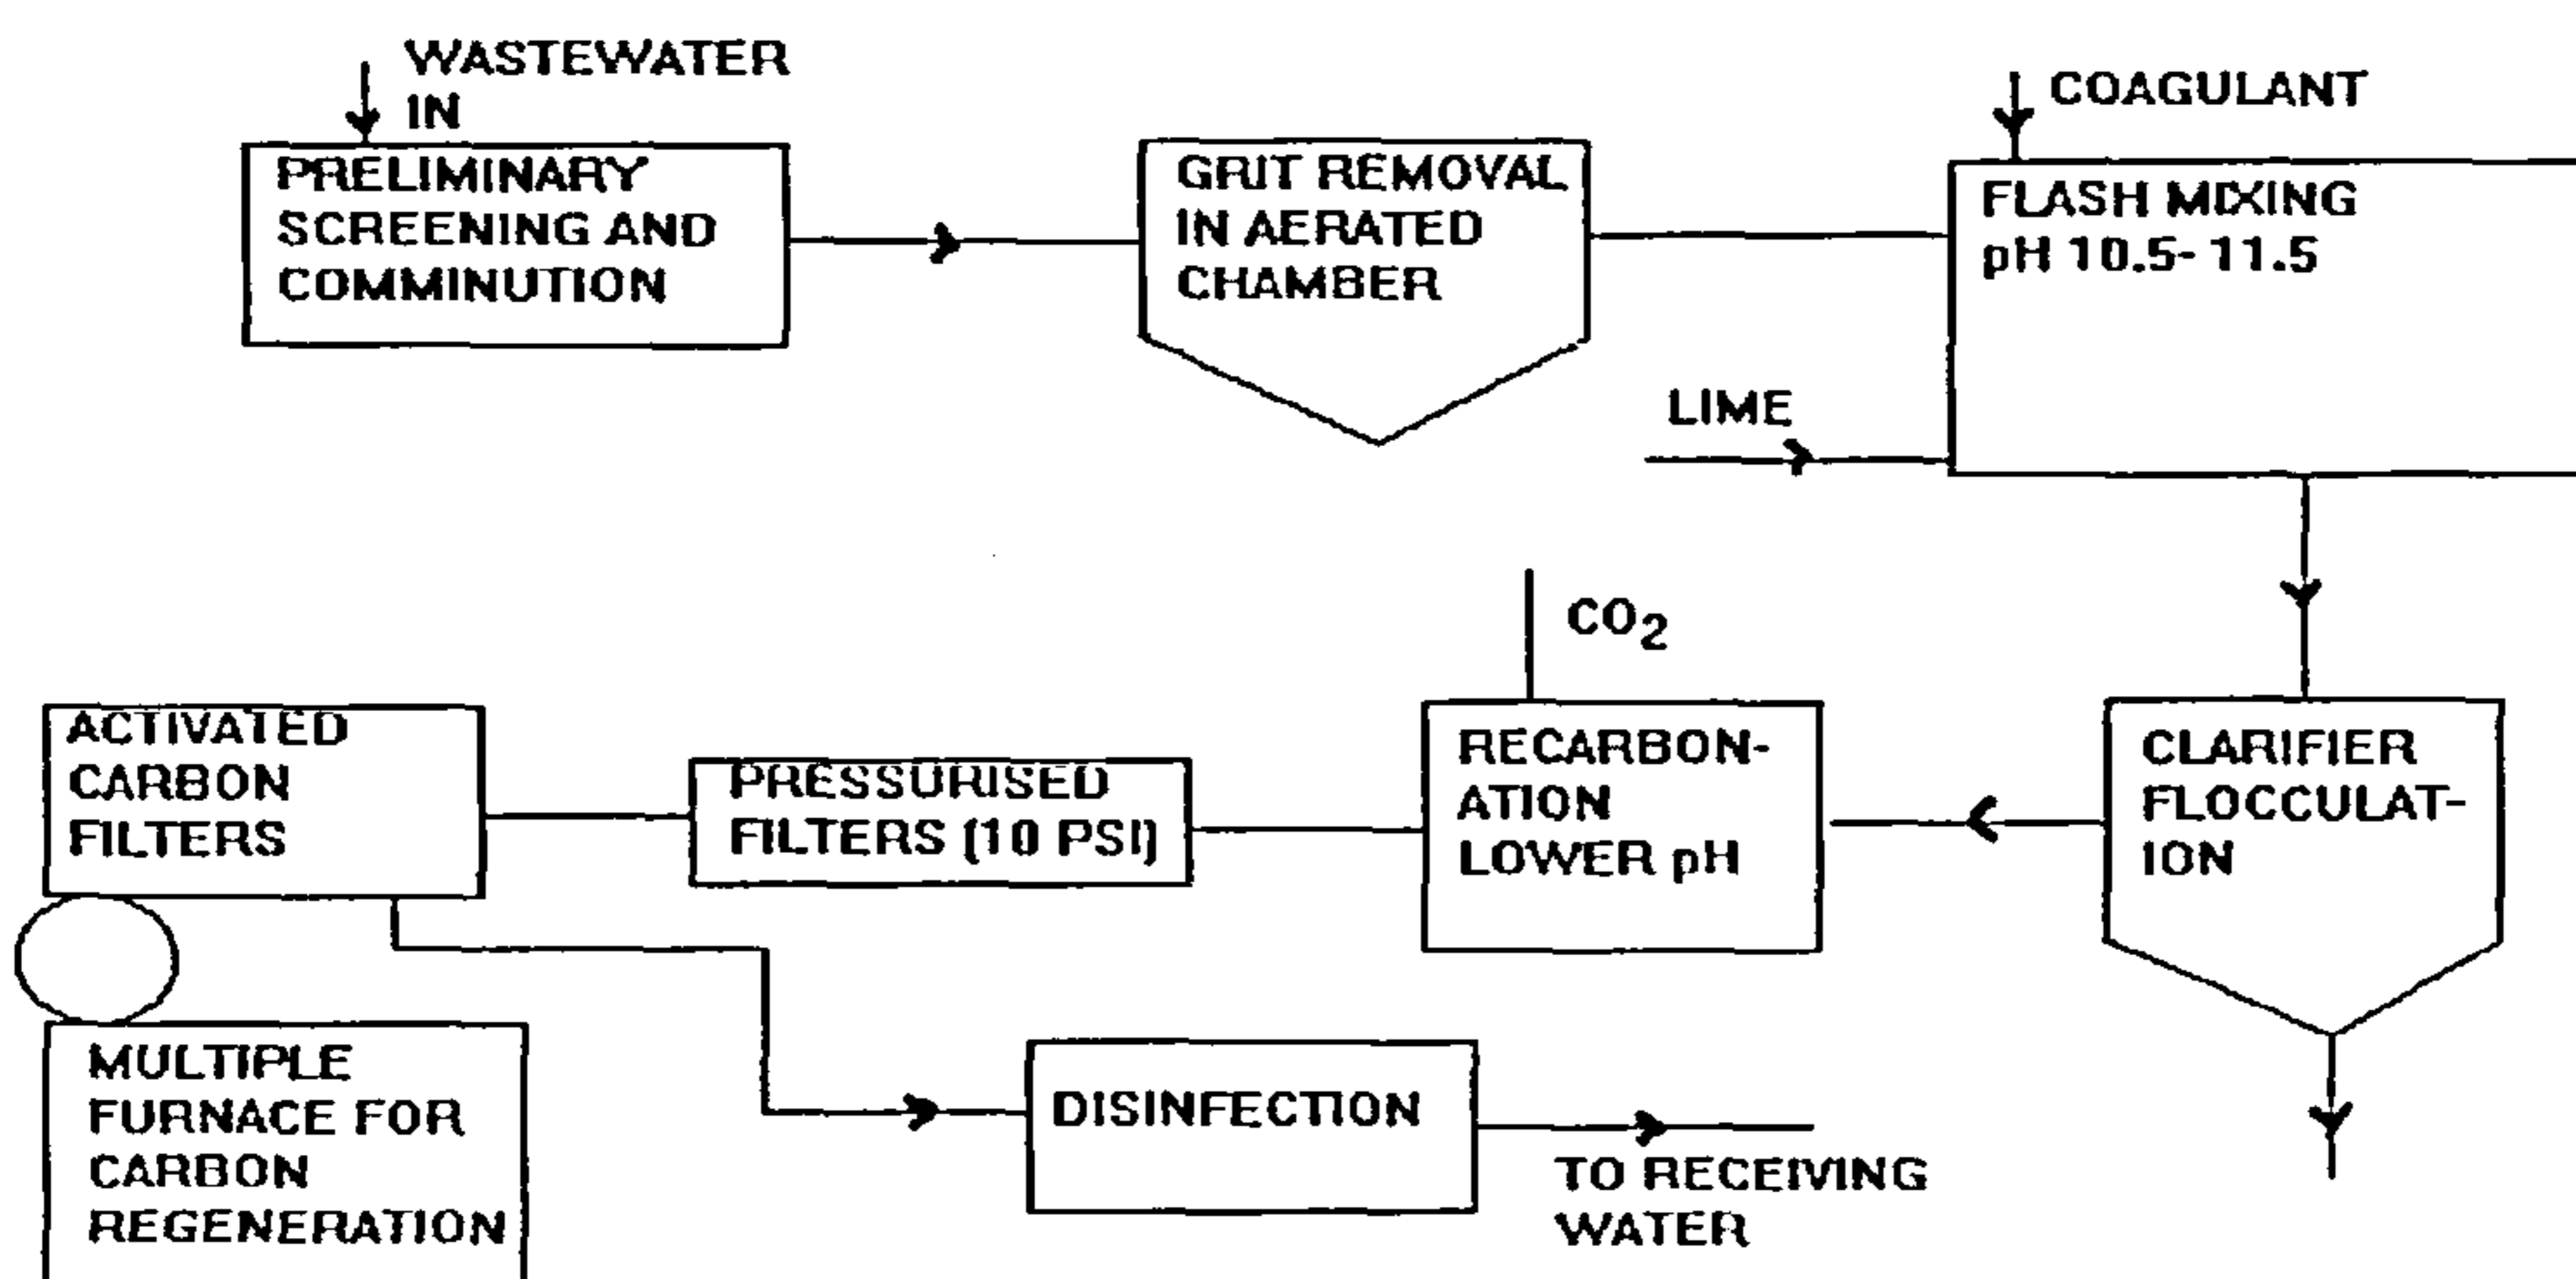 WASTEWATER
IN
PRELIMINARY
SCREENING AND
COMMINUTION
GRIT REMOVAL
IN AERATED
CHAMBER
COAGULANT
FLASH MIXING
pH 10.5- 11.5
LIME
CO2
ACTIVATED
CARBON
FILTERS
PRESSURISED
FILTERS (10 PSI)
RECARBON-
ATION
LOWER pH
CLARIFIER
FLOCCULAT-
ION
MULTIPLE
FURNACE FOR
CARBON
REGENERATION
DISINFECTION
TO RECEIVING
WATER